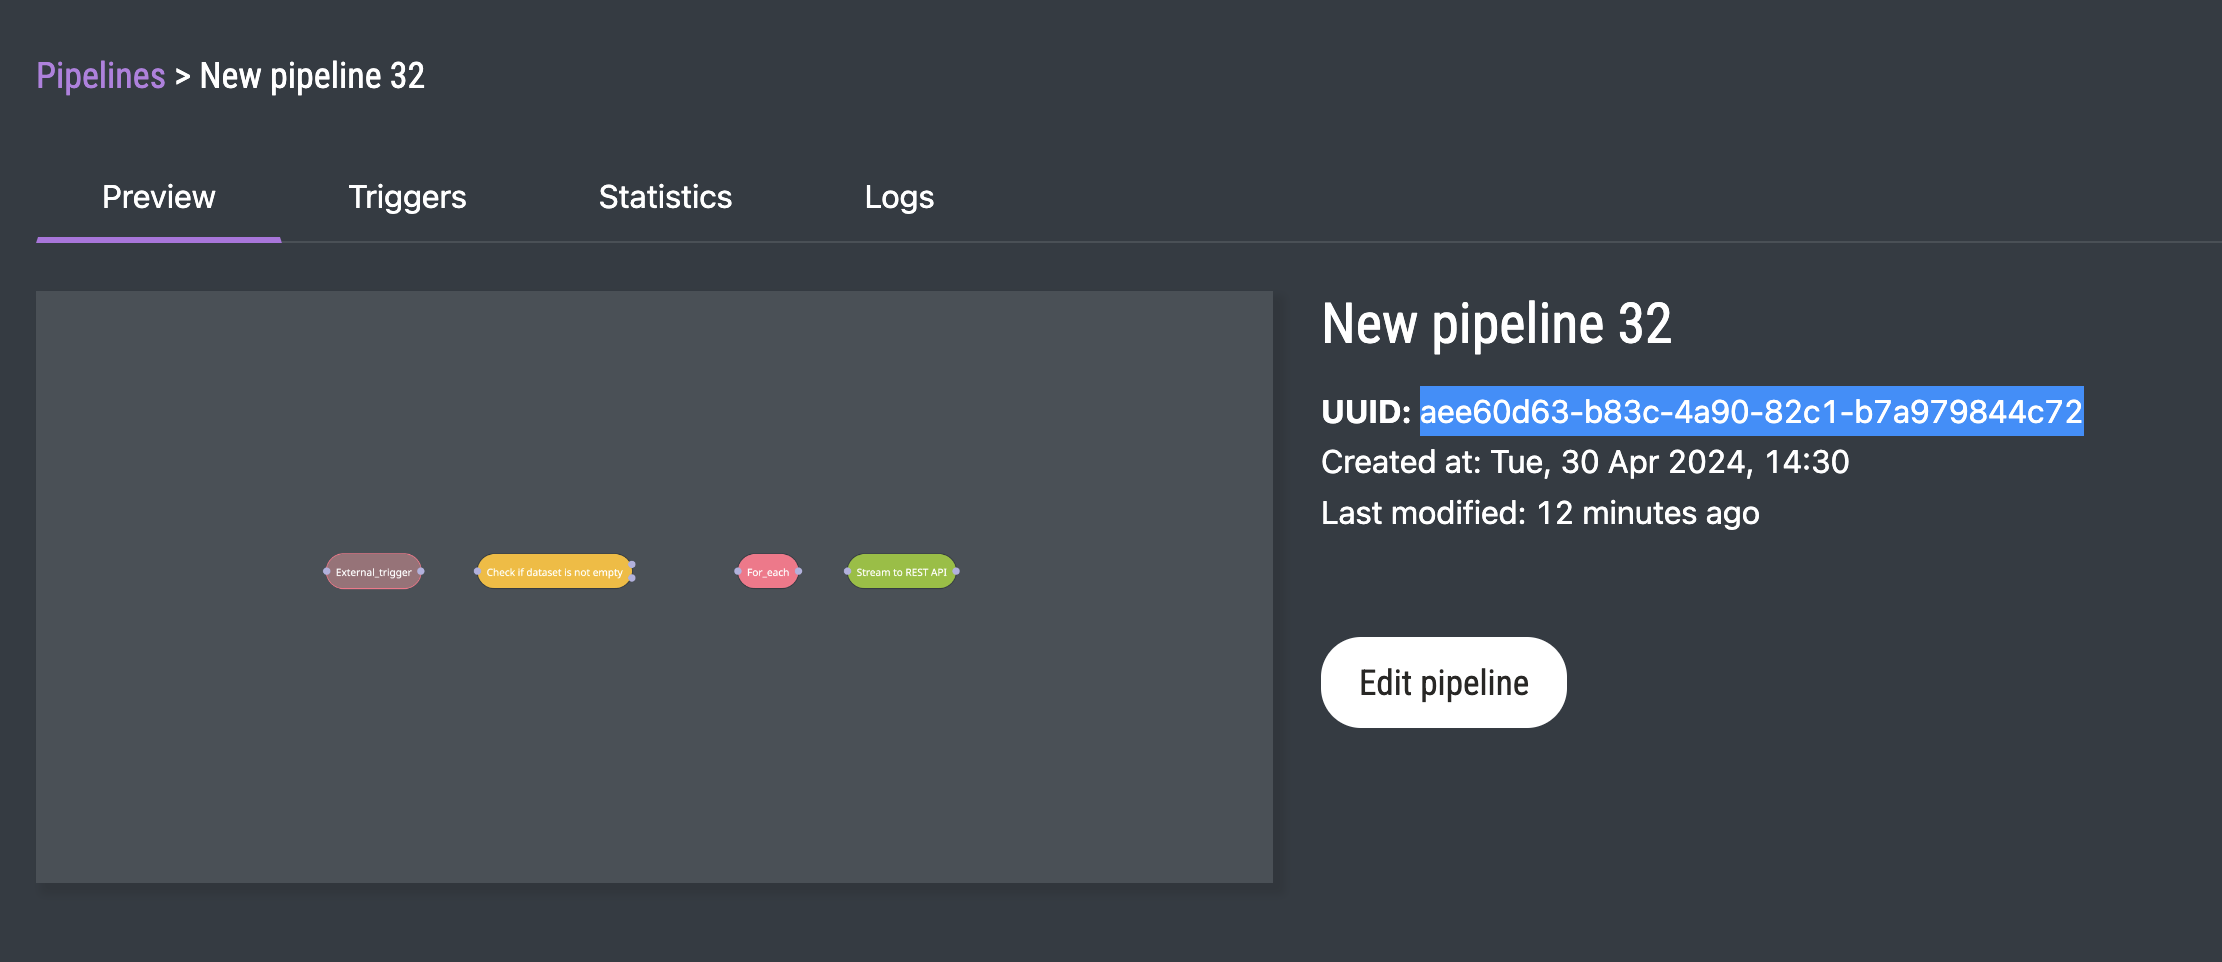 Pipelines > New pipeline 32
Preview Triggers Statistics Logs
New pipeline 32
UUID: aee60d63-b83c-4a90-82c1-b7a979844c72
Created at: Tue, 30 Apr 2024, 14:30
Last modified: 12 minutes ago
External_trigger Check if dataset is not empty For_each Stream to REST API
Edit pipeline